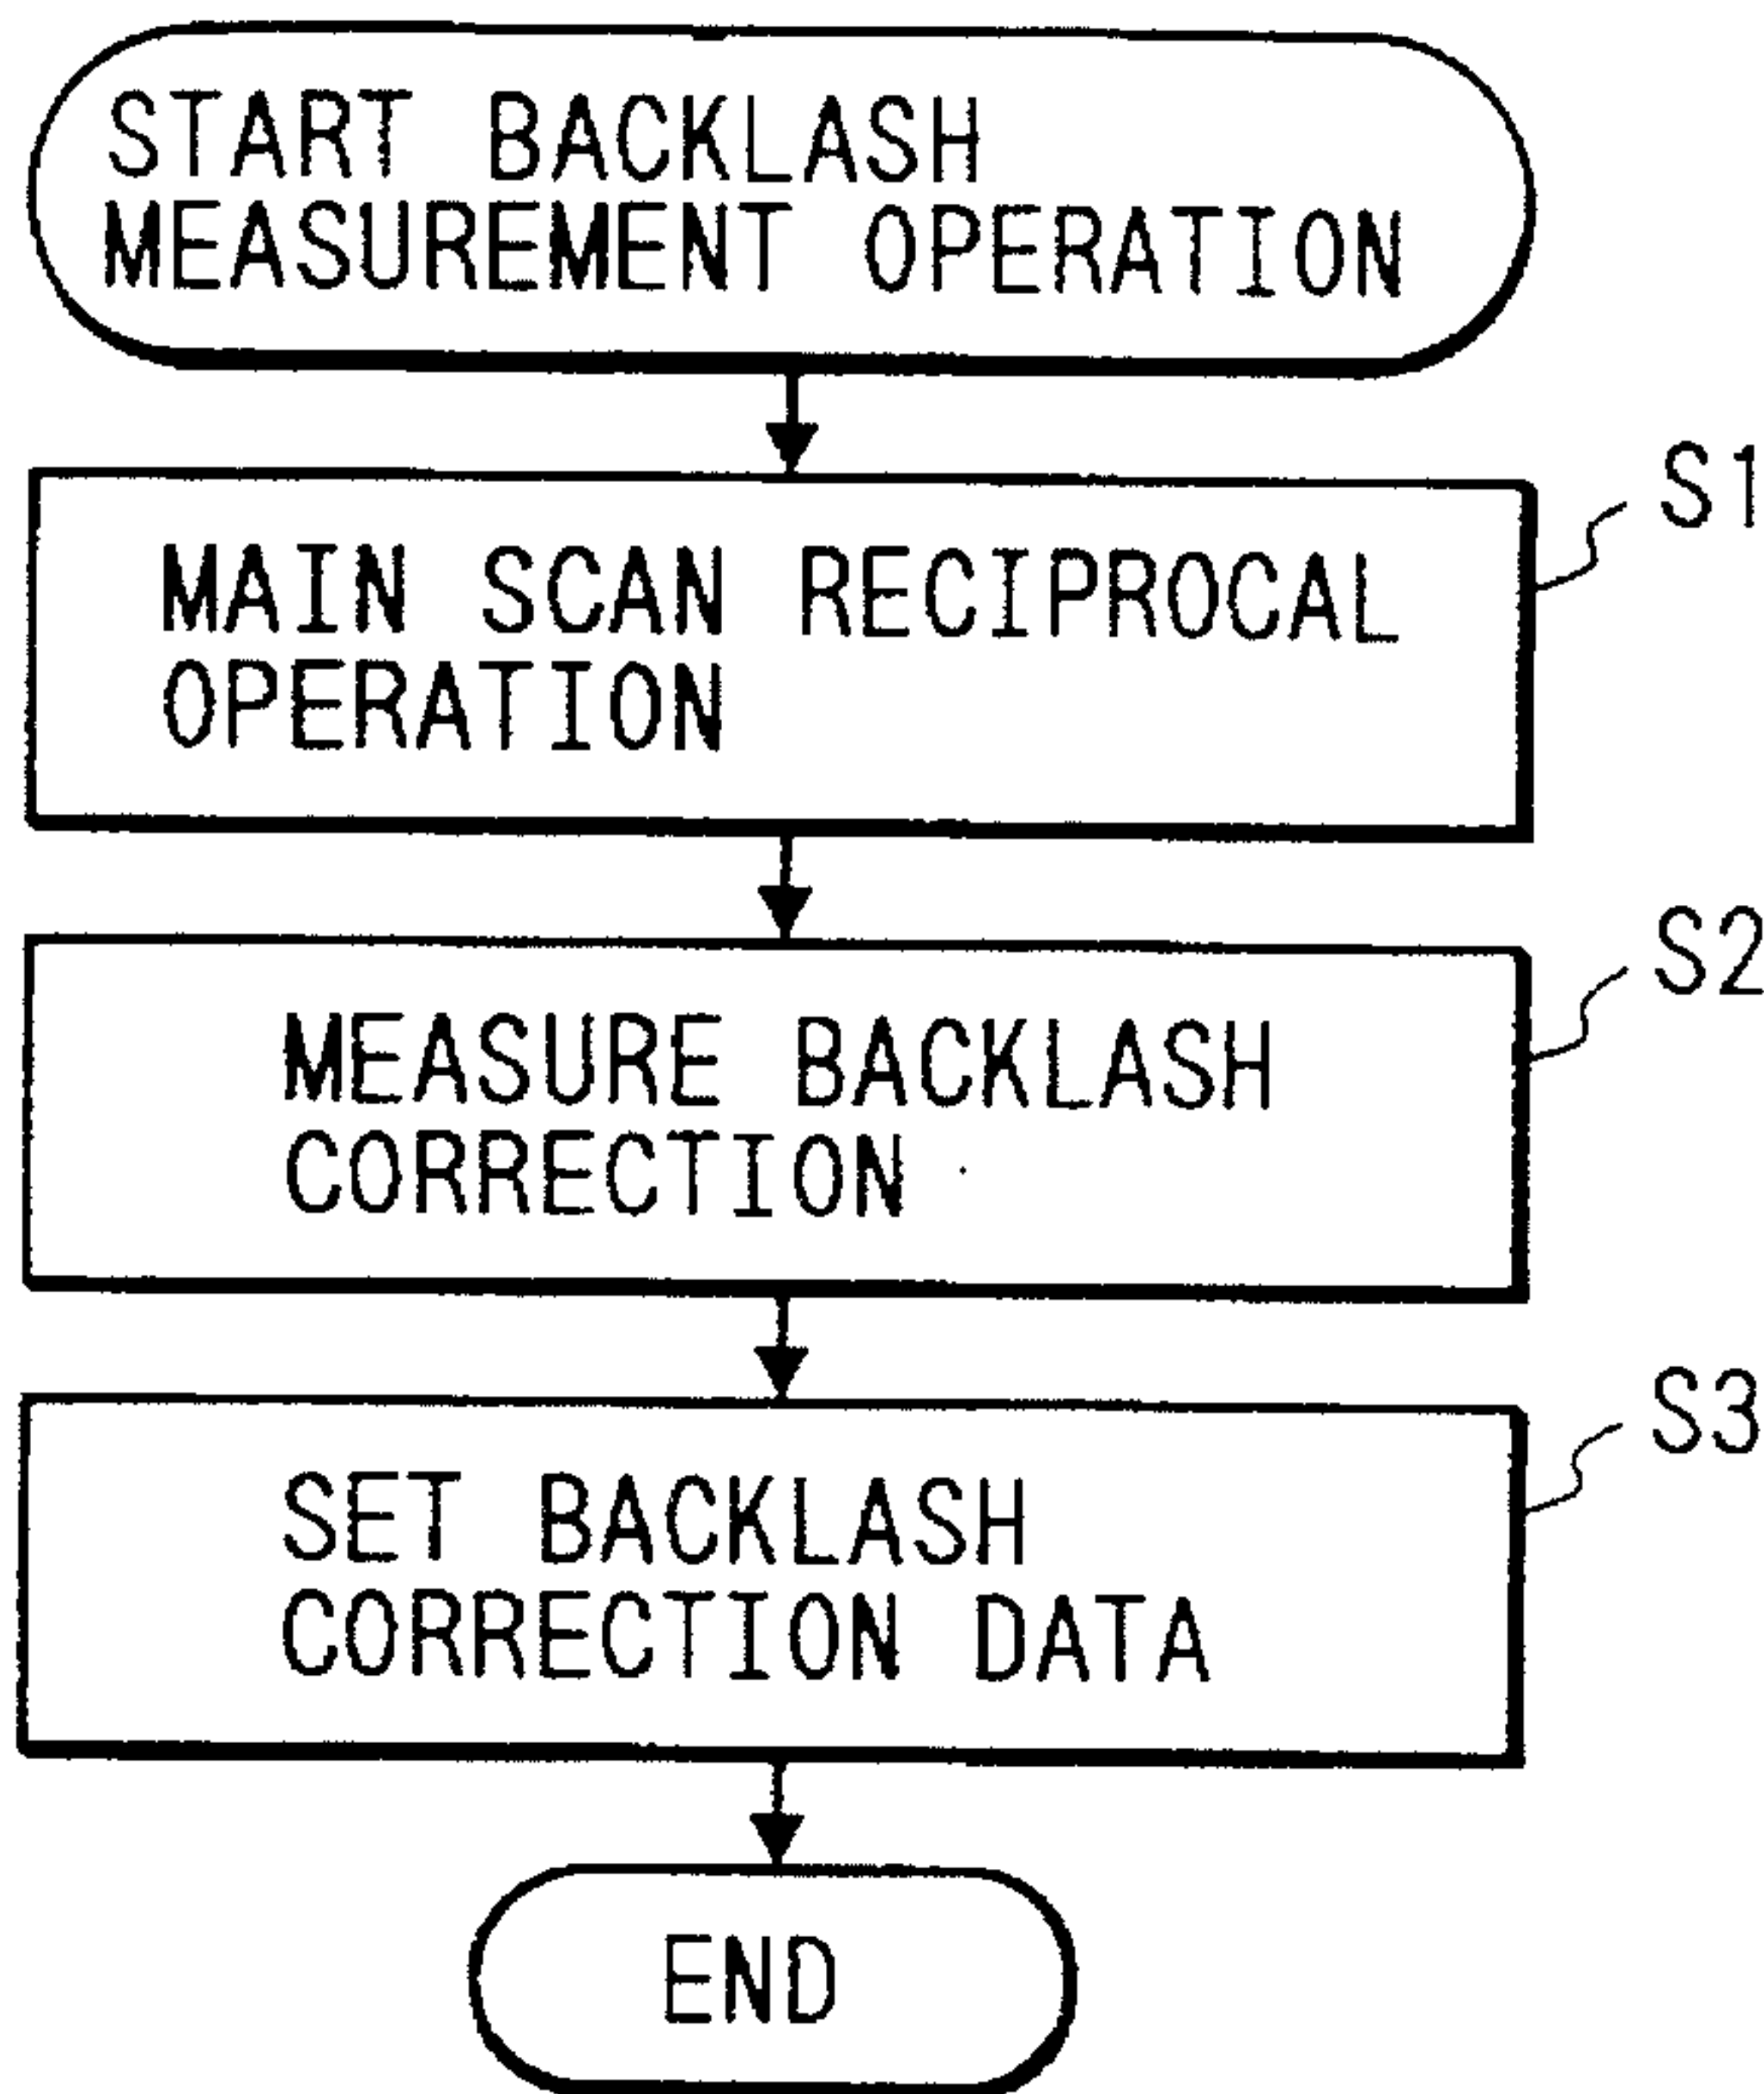 START BACKLASH
MEASUREMENT OPERATION
S1
MAIN SCAN RECIPROCAL
OPERATION
S2
MEASURE BACKLASH
CORRECTION
S3
SET BACKLASH
CORRECTION DATA
END